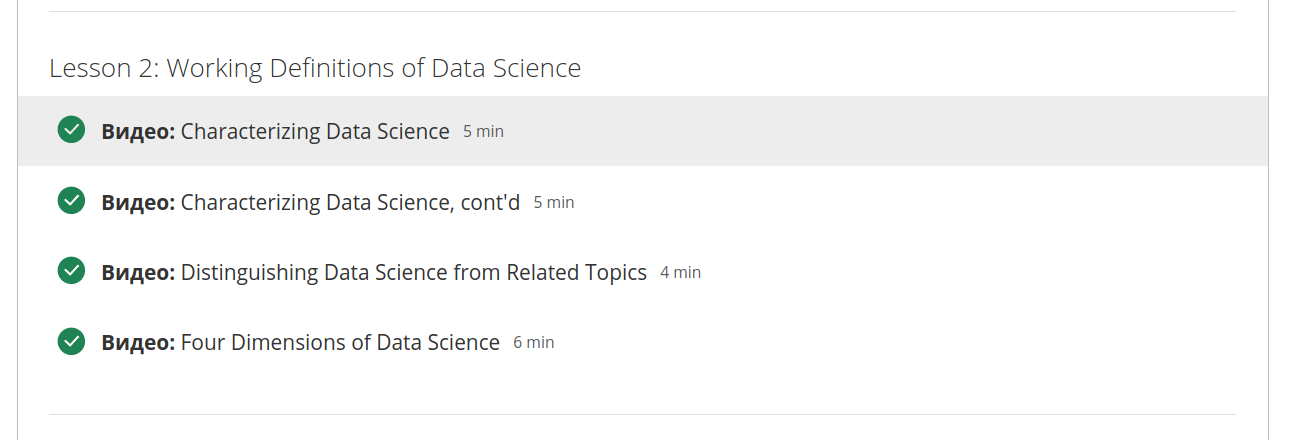 Lesson 2: Working Definitions of Data Science
Видео: Characterizing Data Science 5 min
Видео: Characterizing Data Science, cont'd 5 min
Видео: Distinguishing Data Science from Related Topics 4 min
Видео: Four Dimensions of Data Science 6 min